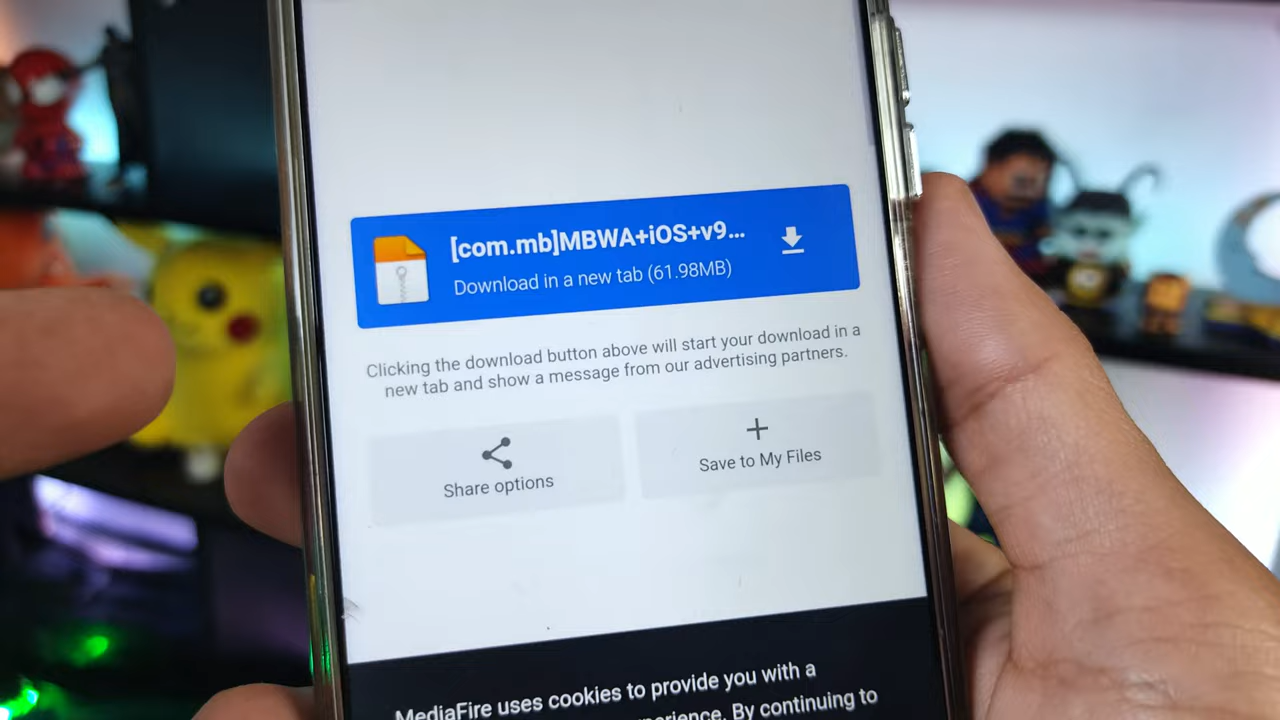 [com.mb]MBWA+iOS+v9...
Download in a new tab (61.98MB)
Clicking the download button above will start your download in a
new tab and show a message from our advertising partners.
Share options
Save to My Files
MediaFire uses cookies to provide you with a
By continuing to